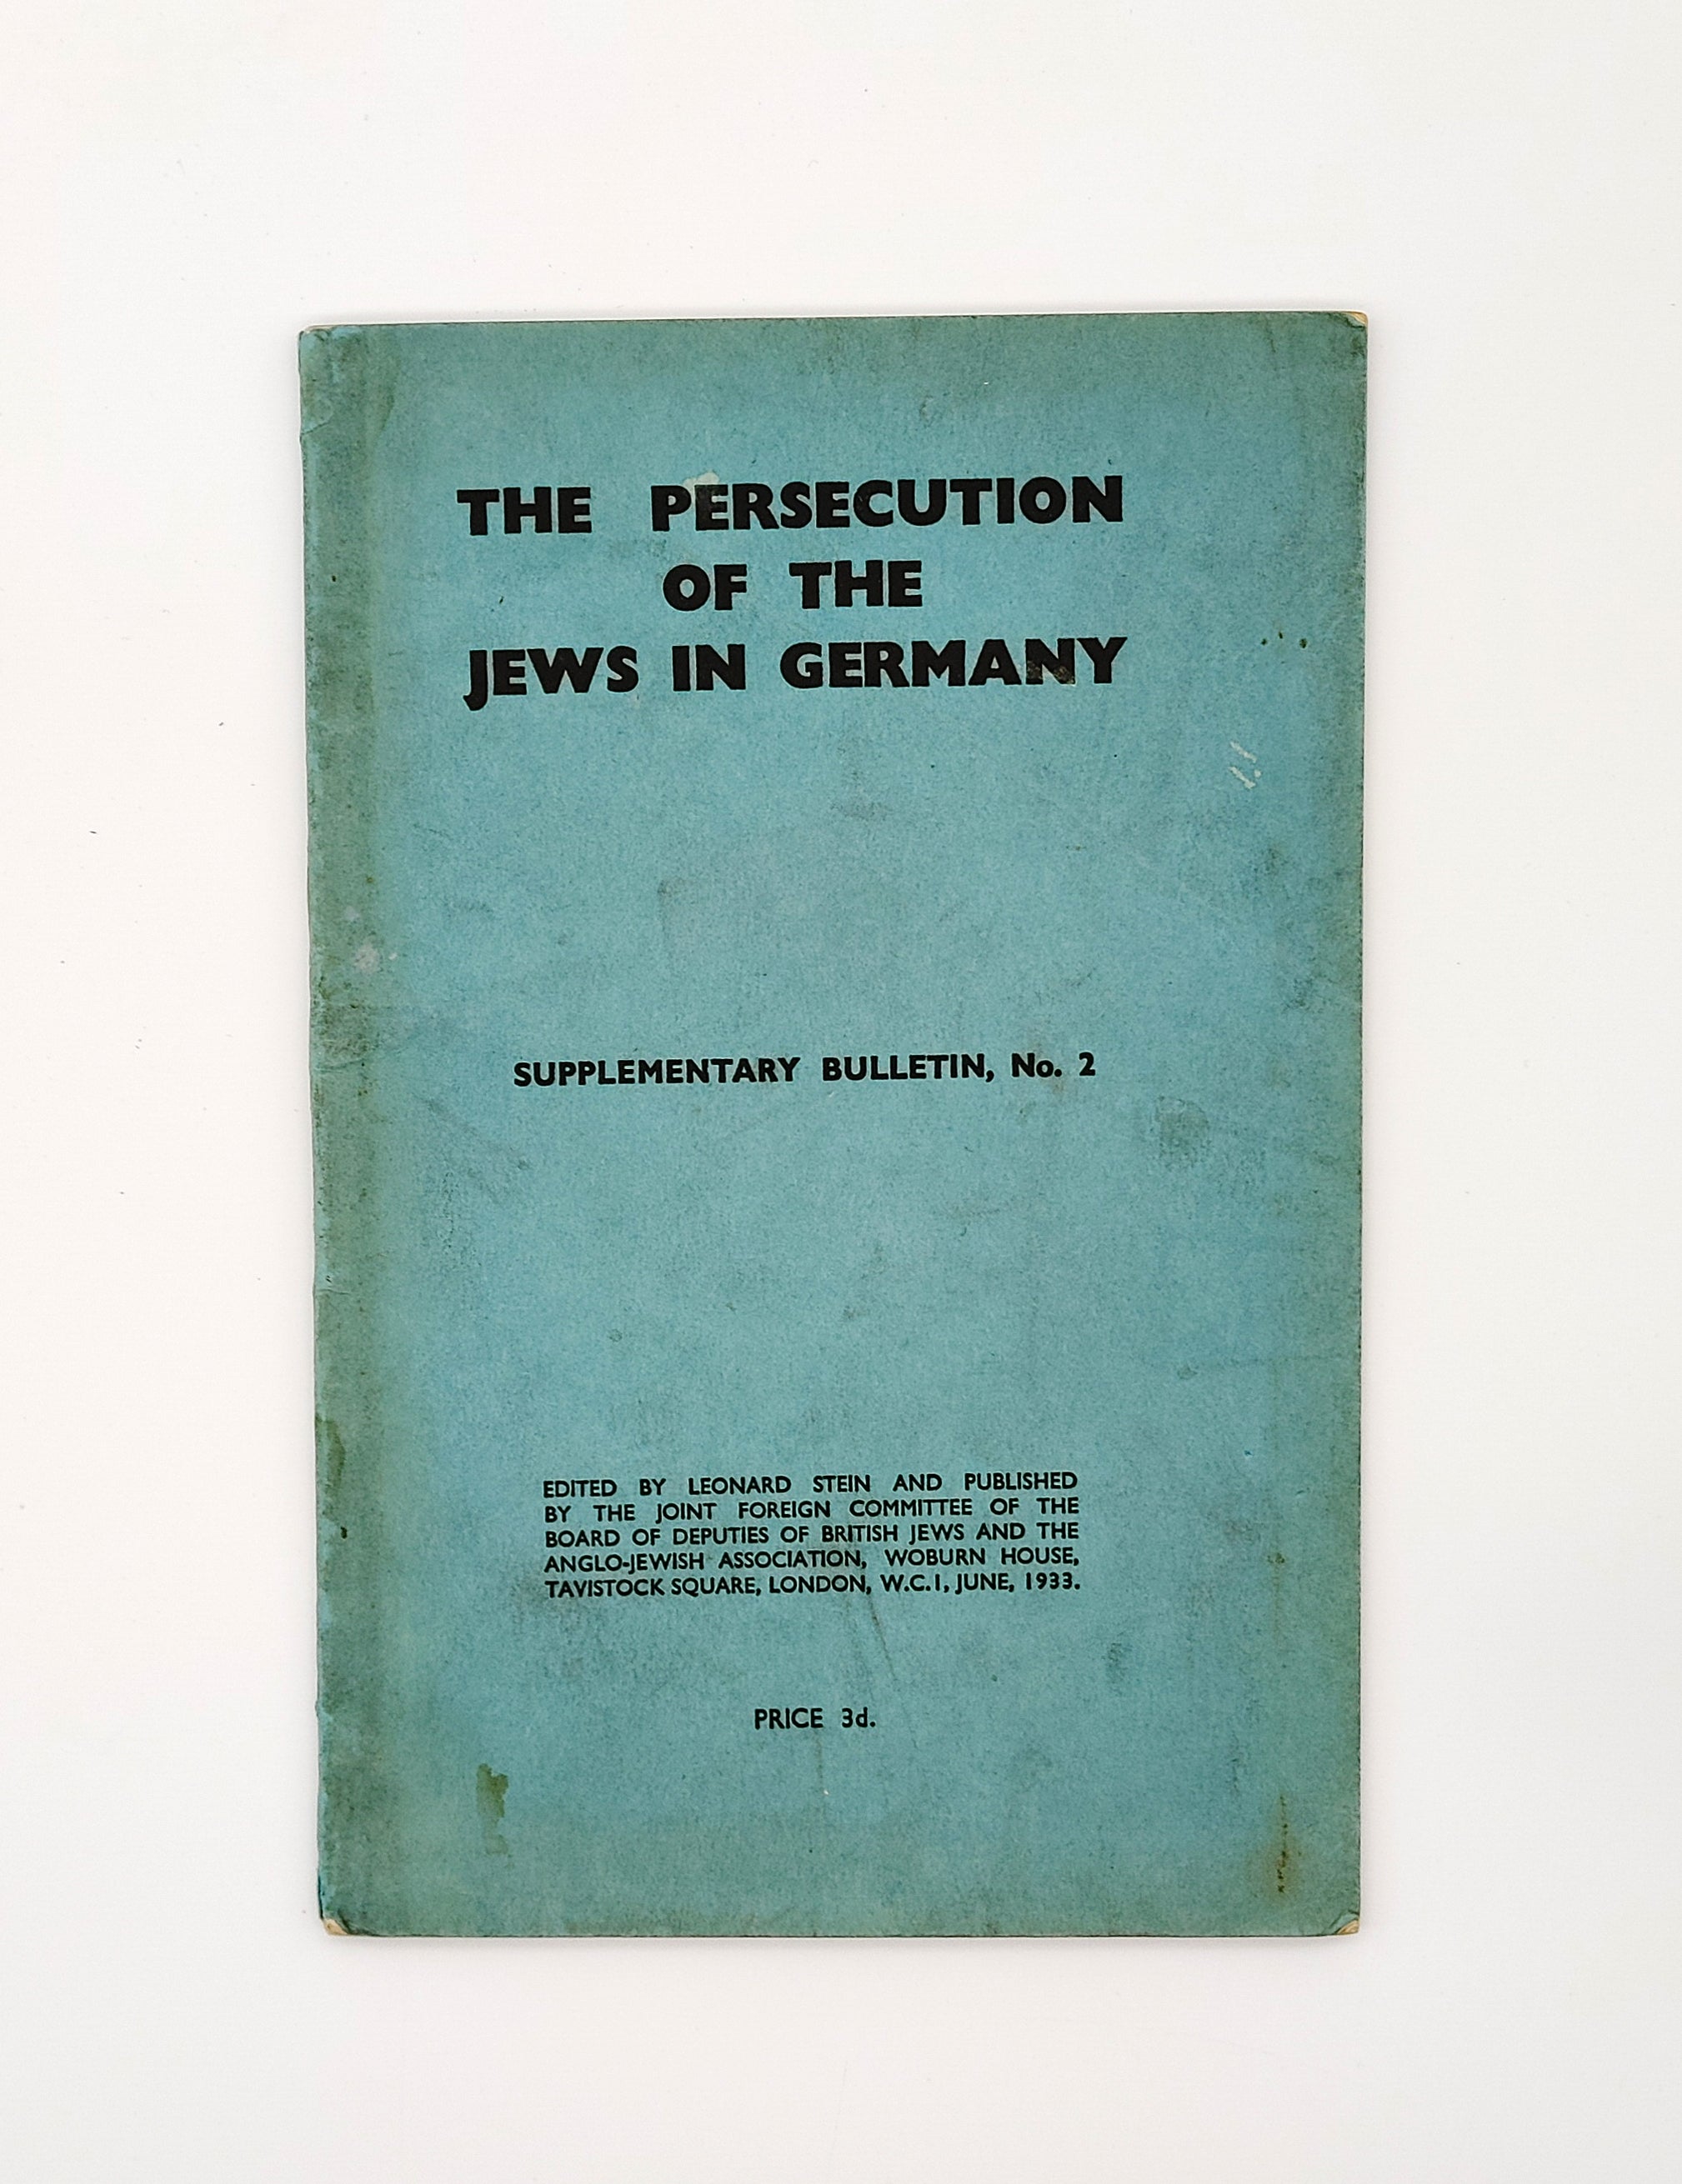 THE PERSECUTION
OF THE
JEWS IN GERMANY
SUPPLEMENTARY BULLETIN, No. 2
EDITED BY LEONARD STEIN AND PUBLISHED
BY THE JOINT FOREIGN COMMITTEE OF THE
BOARD OF DEPUTIES OF BRITISH JEWS AND THE
ANGLO-JEWISH ASSOCIATION, WOBURN HOUSE,
TAVISTOCK SQUARE, LONDON, W.C.1, JUNE, 1933.
PRICE 3d.